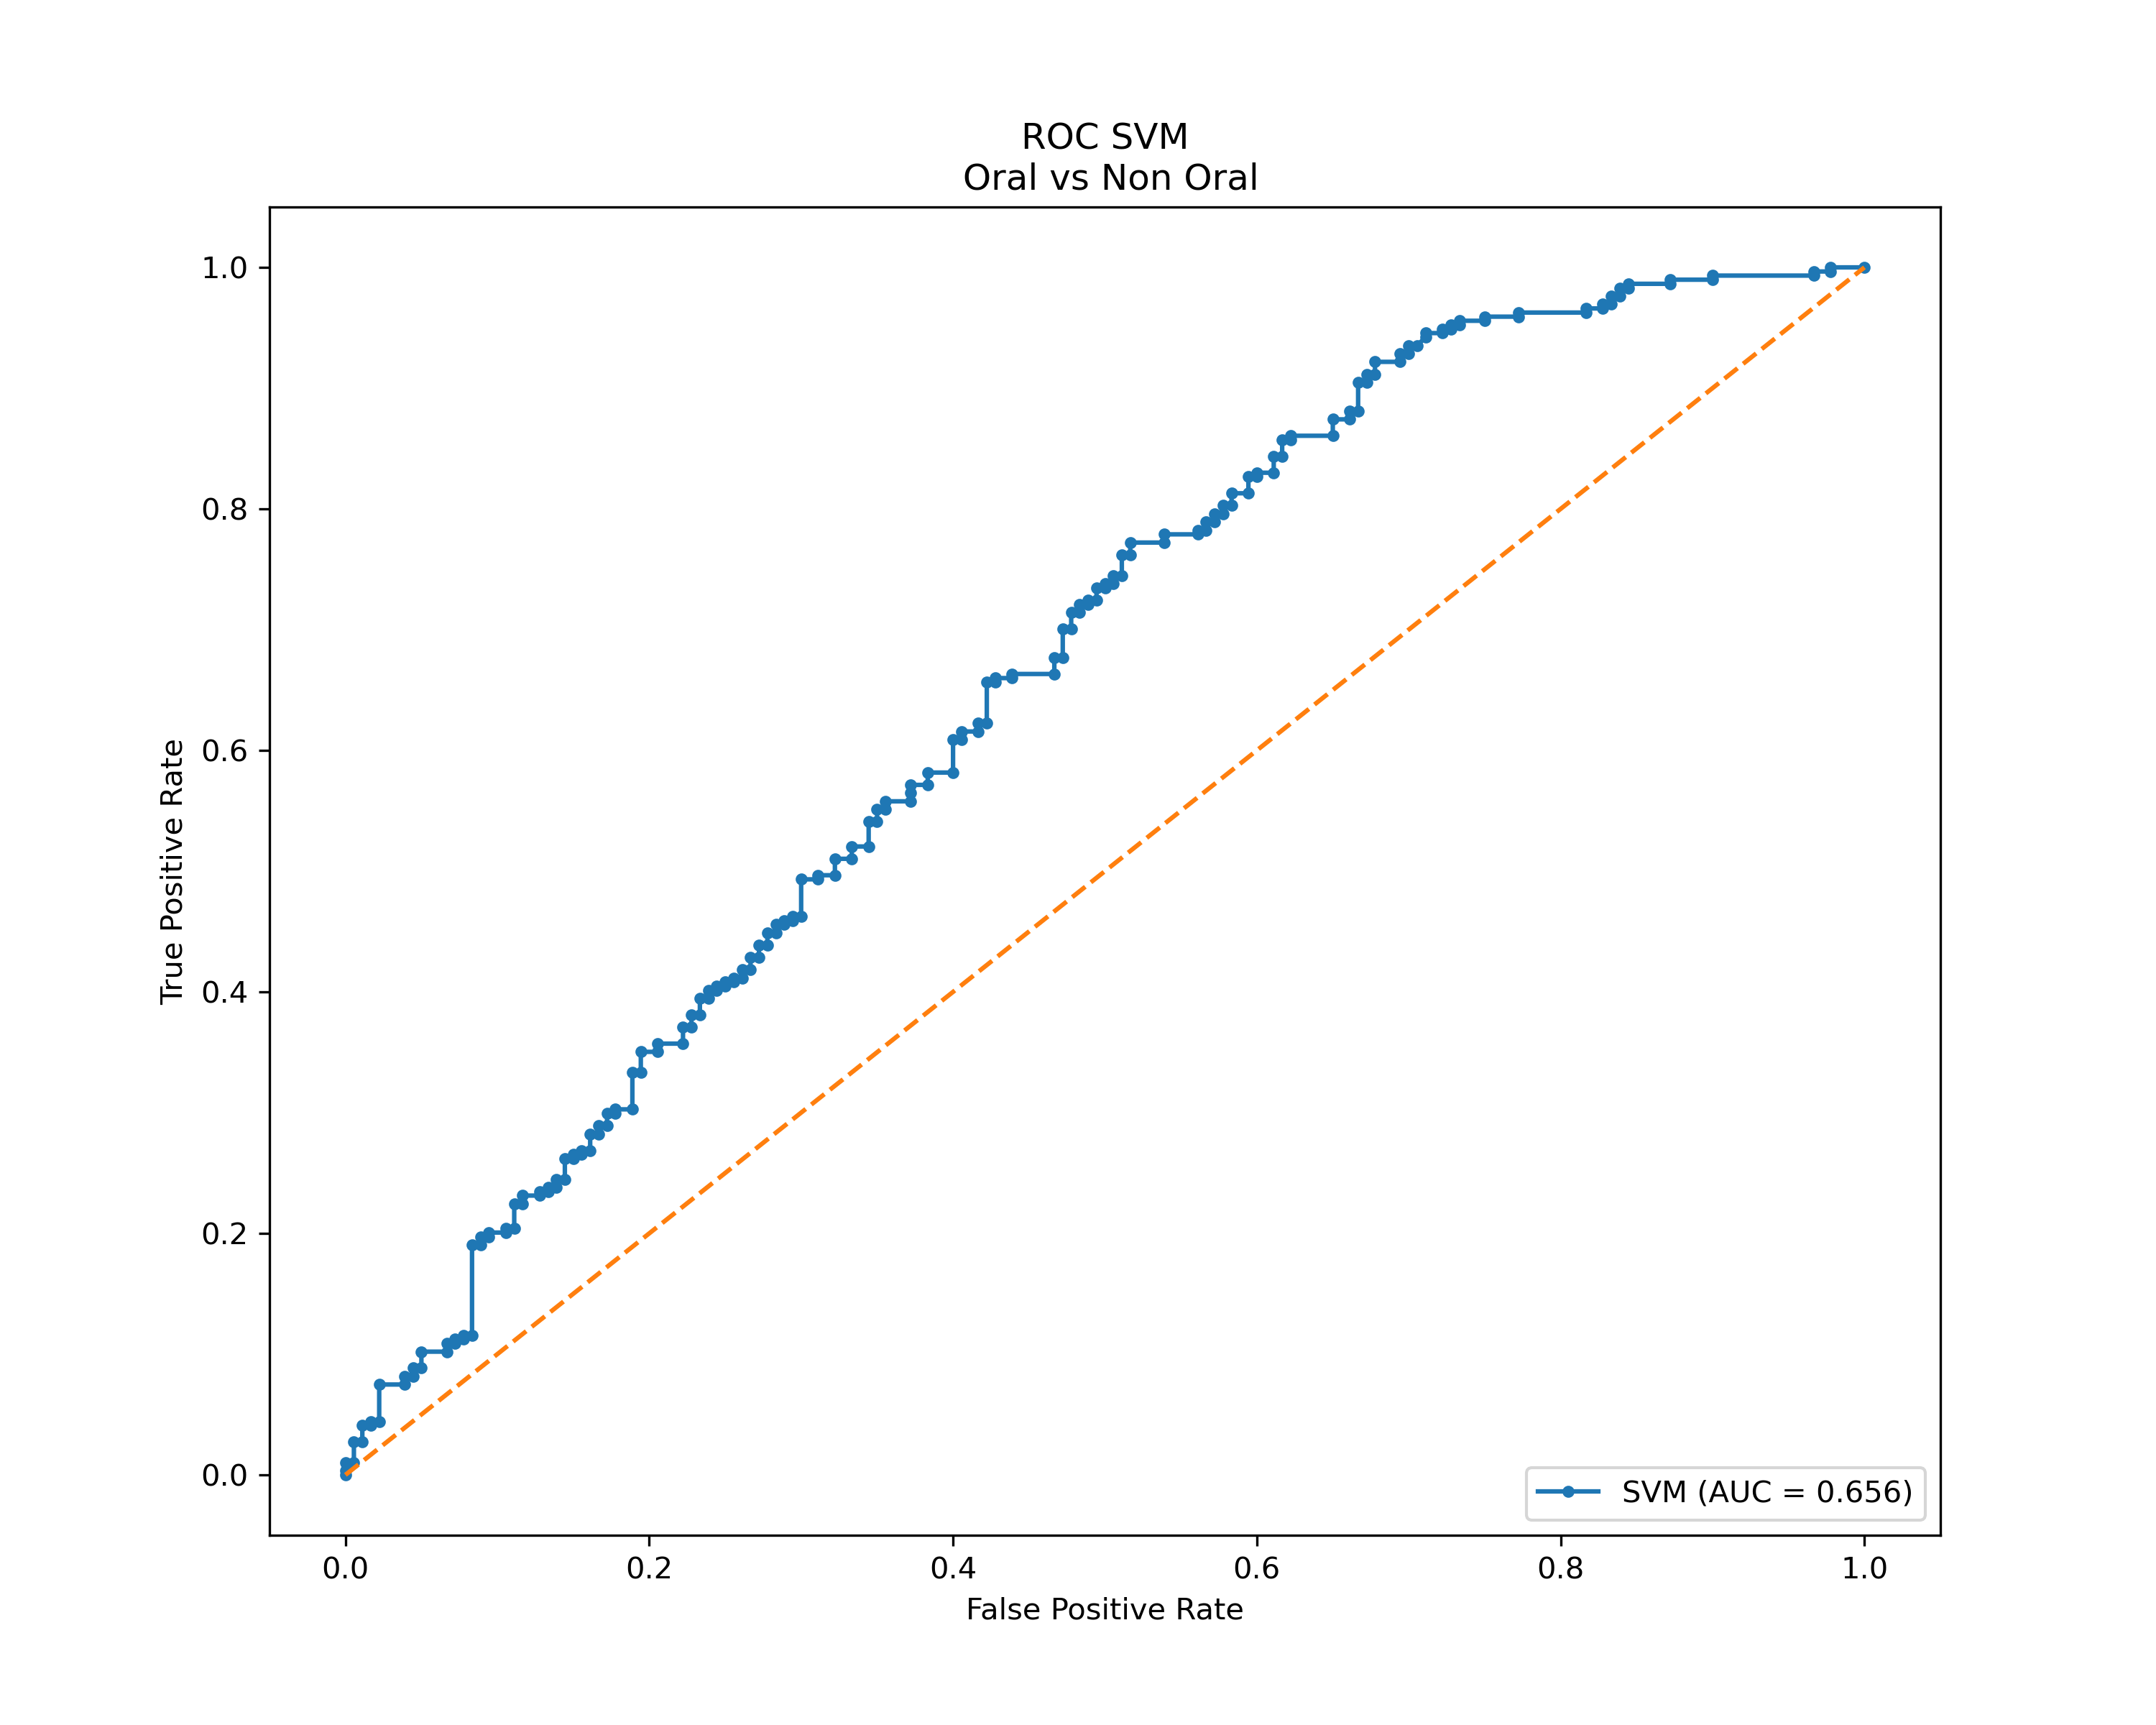 ROC SVM
Oral vs Non Oral
True Positive Rate
1.0
0.8
0.6
0.4
0.2
0.0
SVM (AUC = 0.656)
0.0 0.2 0.4 0.6 0.8 1.0
False Positive Rate